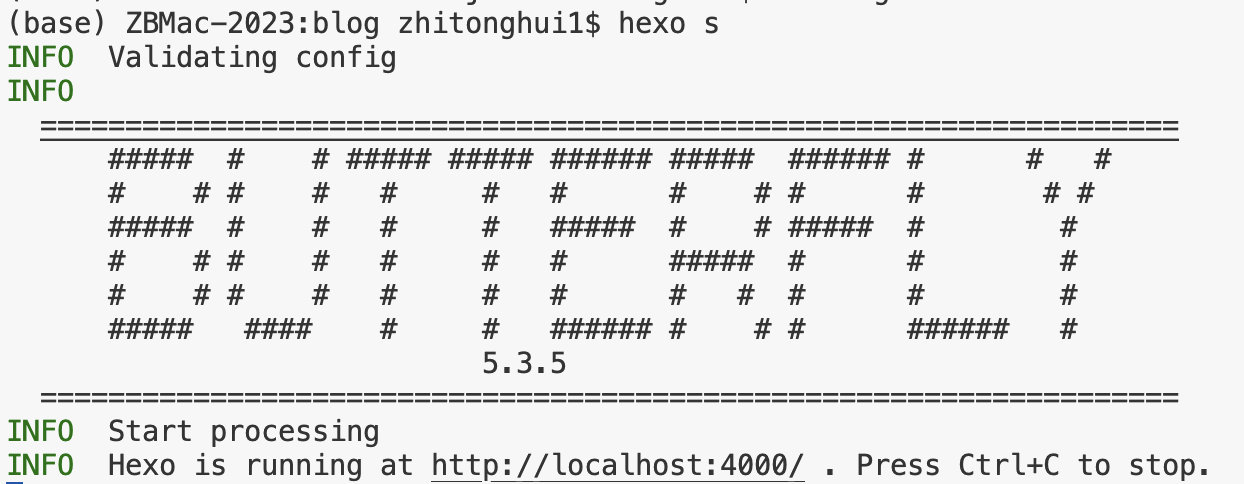 (base) ZBMac-2023:blog zhitonghui1$ hexo s
INFO  Validating config
INFO
  ===================================================================
      #####  #    # ##### ##### ###### #####  ###### #      #   #
      #    # #    #   #     #   #      #    # #      #       # #
      #####  #    #   #     #   #####  #    # #####  #        #
      #    # #    #   #     #   #      #####  #      #        #
      #    # #    #   #     #   #      #   #  #      #        #
      #####   ####    #     #   ###### #    # #      ######   #
                            5.3.5
  ===================================================================
INFO  Start processing
INFO  Hexo is running at http://localhost:4000/ . Press Ctrl+C to stop.